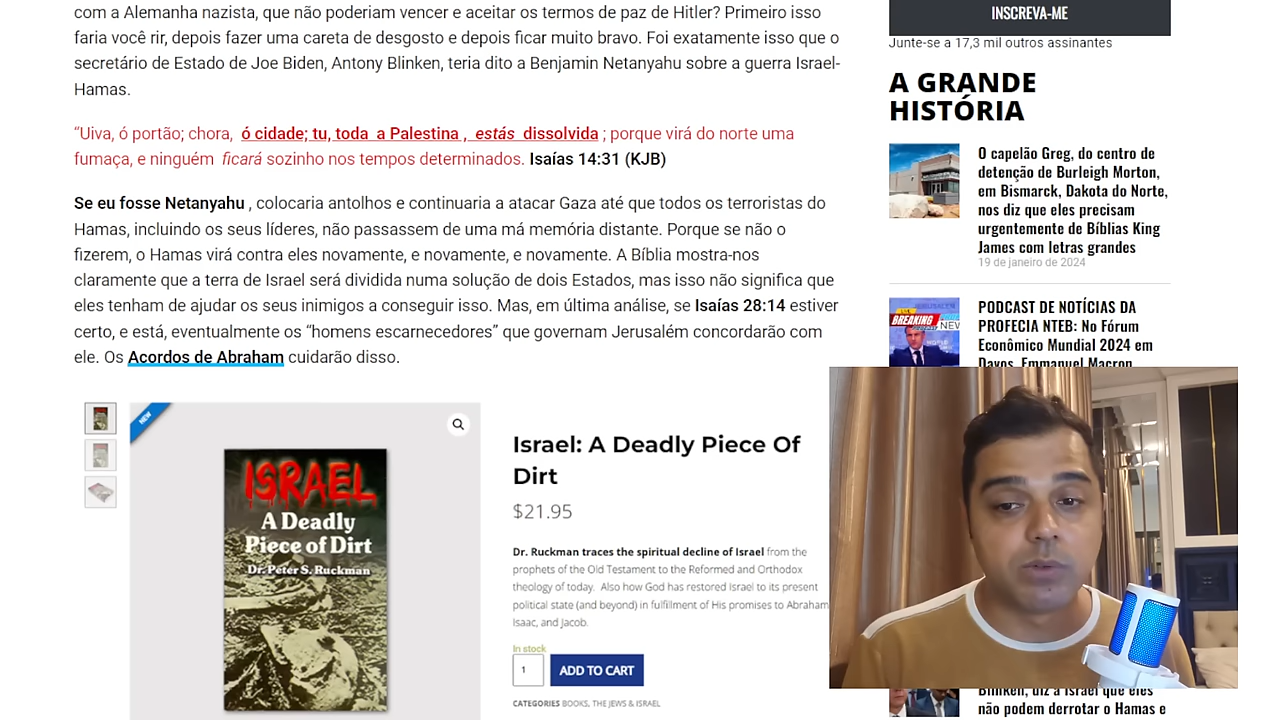 com a Alemanha nazista, que não poderiam vencer e aceitar os termos de paz de Hitler? Primeiro isso
faria você rir, depois fazer uma careta de desgosto e depois ficar muito bravo. Foi exatamente isso que o
secretário de Estado de Joe Biden, Antony Blinken, teria dito a Benjamin Netanyahu sobre a guerra Israel-
Hamas.
“Uiva, ó portão; chora, ó cidade; tu, toda a Palestina , estás dissolvida ; porque virá do norte uma
fumaça, e ninguém ficará sozinho nos tempos determinados. Isaías 14:31 (KJB)
Se eu fosse Netanyahu , colocaria antolhos e continuaria a atacar Gaza até que todos os terroristas do
Hamas, incluindo os seus líderes, não passassem de uma má memória distante. Porque se não o
fizerem, o Hamas virá contra eles novamente, e novamente, e novamente. A Bíblia mostra-nos
claramente que a terra de Israel será dividida numa solução de dois Estados, mas isso não significa que
eles tenham de ajudar os seus inimigos a conseguir isso. Mas, em última análise, se Isaías 28:14 estiver
certo, e está, eventualmente os “homens escarnecedores” que governam Jerusalém concordarão com
ele. Os Acordos de Abraham cuidarão disso.
NEW
ISRAEL
A Deadly
Piece of Dirt
Dr. Peter S. Ruckman
Israel: A Deadly Piece Of
Dirt
$21.95
Dr. Ruckman traces the spiritual decline of Israel from the
prophets of the Old Testament to the Reformed and Orthodox
theology of today. Also how God has restored Israel to its present
political state (and beyond) in fulfillment of His promises to Abraham
Isaac, and Jacob.
In stock
1
ADD TO CART
CATEGORIES BOOKS, THE JEWS & ISRAEL
INSCREVA-ME
Junte-se a 17,3 mil outros assinantes
A GRANDE
HISTÓRIA
O capelão Greg, do centro de
detenção de Burleigh Morton,
em Bismarck, Dakota do Norte,
nos diz que eles precisam
urgentemente de Bíblias King
James com letras grandes
19 de janeiro de 2024
BREAKING
NEW
PODCAST DE NOTÍCIAS DA
PROFECIA NTEB: No Fórum
Econômico Mundial 2024 em
Davos, Emmanuel Macron
Blinken, diz a Israel que eles
não podem derrotar o Hamas e